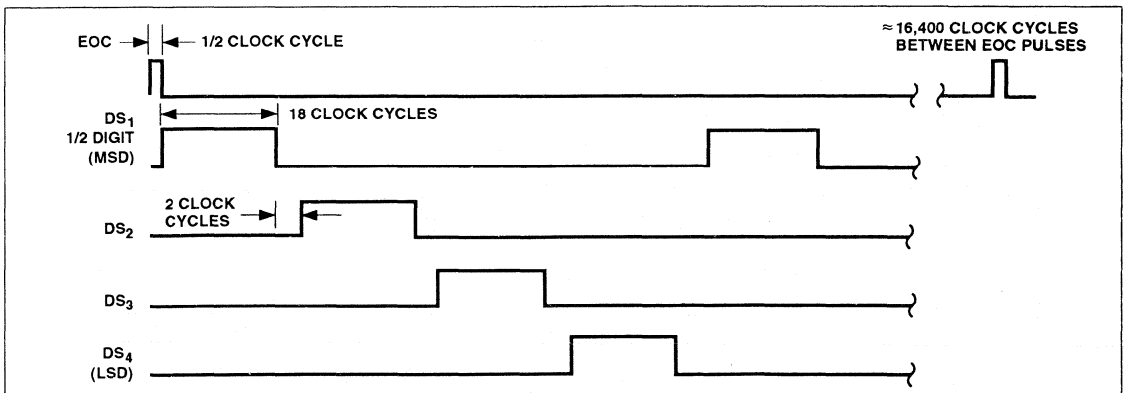 EOC
1/2 CLOCK CYCLE
≈ 16,400 CLOCK CYCLES
BETWEEN EOC PULSES
18 CLOCK CYCLES
DS1
1/2 DIGIT
(MSD)
2 CLOCK
CYCLES
DS2
DS3
DS4
(LSD)